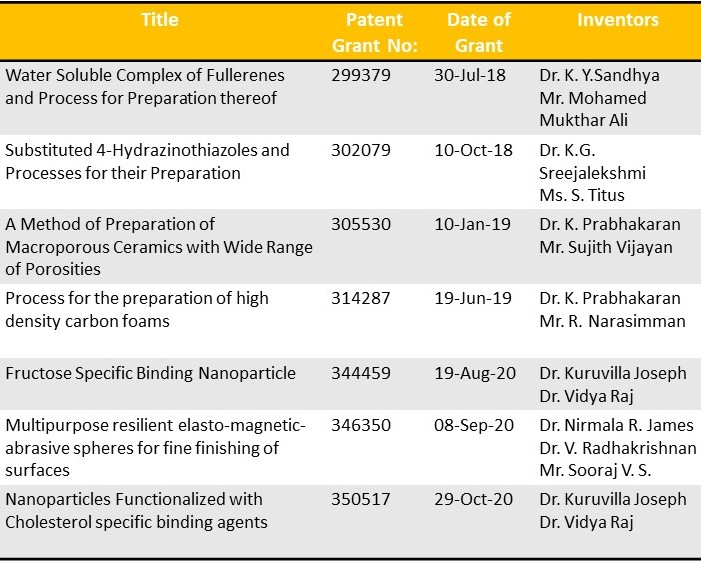 Title Patent Grant No: Date of Grant Inventors
Water Soluble Complex of Fullerenes 299379 30-Jul-18 Dr. K. Y.Sandhya
and Process for Preparation thereof Mr. Mohamed
Mukthar Ali
Substituted 4-Hydrazinothiazoles and 302079 10-Oct-18 Dr. K.G.
Processes for their Preparation Sreejalekshmi
Ms. S. Titus
A Method of Preparation of 305530 10-Jan-19 Dr. K. Prabhakaran
Macroporous Ceramics with Wide Range Mr. Sujith Vijayan
of Porosities
Process for the preparation of high 314287 19-Jun-19 Dr. K. Prabhakaran
density carbon foams Mr. R. Narasimman
Fructose Specific Binding Nanoparticle 344459 19-Aug-20 Dr. Kuruvilla Joseph
Dr. Vidya Raj
Multipurpose resilient elasto-magnetic- 346350 08-Sep-20 Dr. Nirmala R. James
abrasive spheres for fine finishing of Dr. V. Radhakrishnan
surfaces Mr. Sooraj V. S.
Nanoparticles Functionalized with 350517 29-Oct-20 Dr. Kuruvilla Joseph
Cholesterol specific binding agents Dr. Vidya Raj